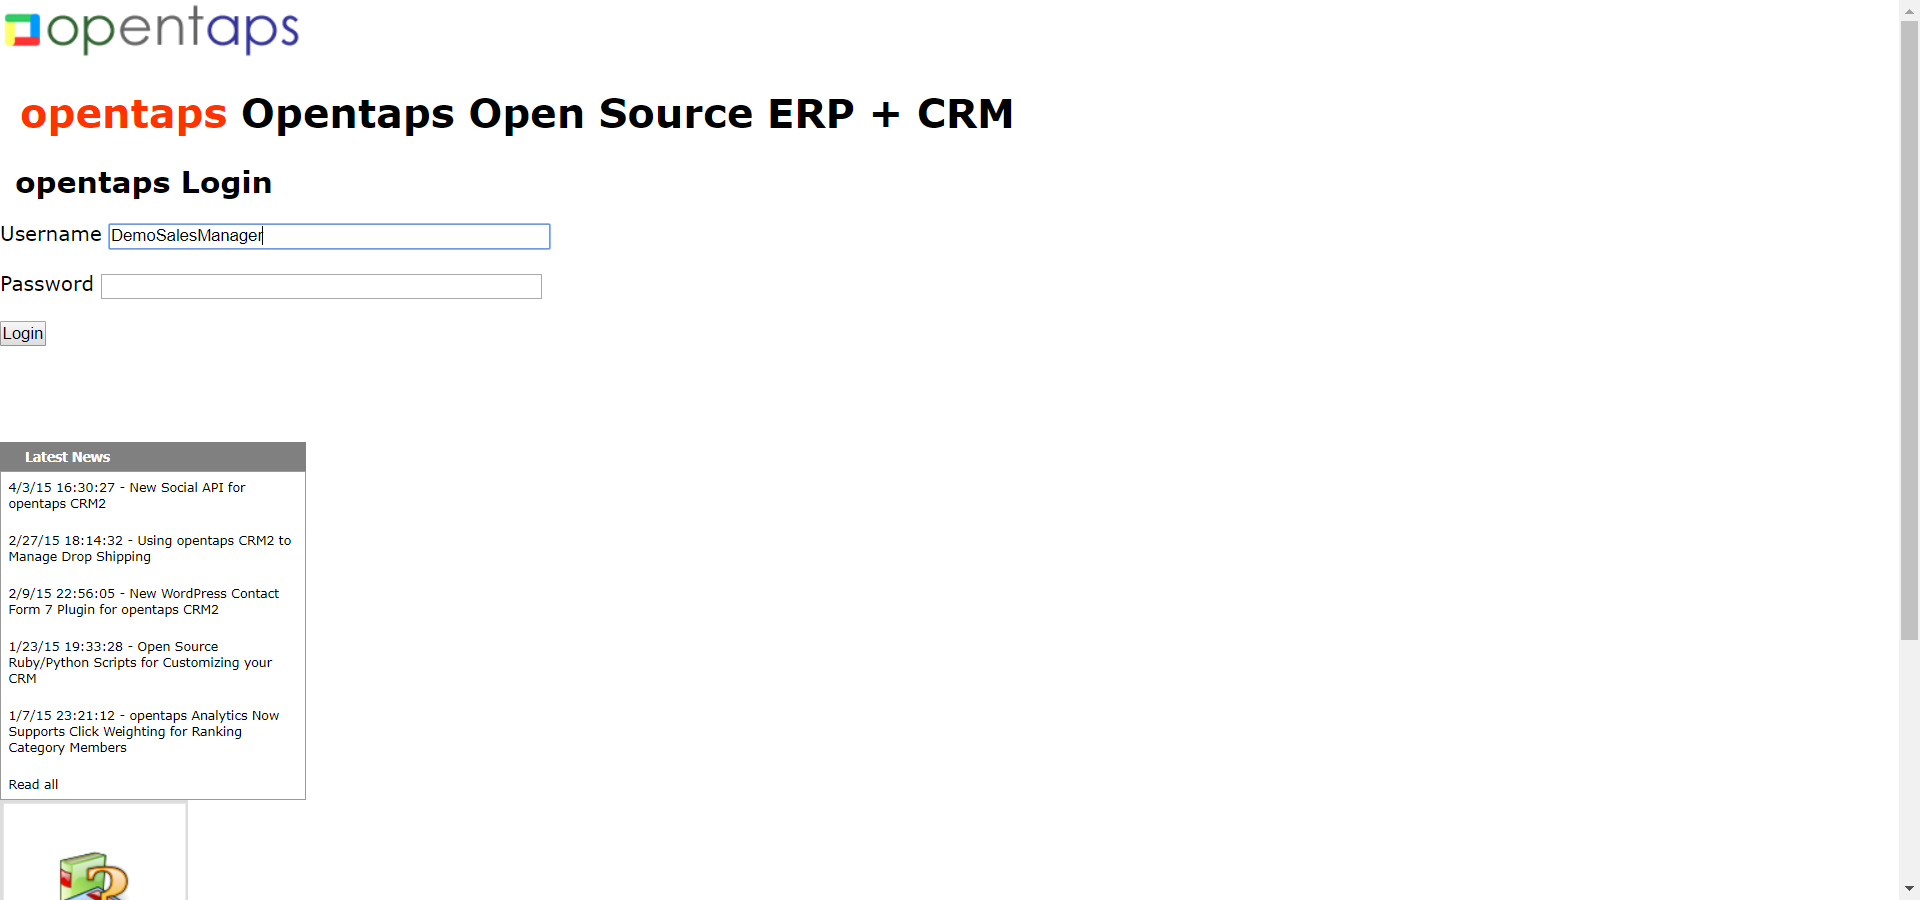 opentaps
opentaps Opentaps Open Source ERP + CRM
opentaps Login
Username DemoSalesManager
Password
Login
Latest News
4/3/15 16:30:27 - New Social API for
opentaps CRM2
2/27/15 18:14:32 - Using opentaps CRM2 to
Manage Drop Shipping
2/9/15 22:56:05 - New WordPress Contact
Form 7 Plugin for opentaps CRM2
1/23/15 19:33:28 - Open Source
Ruby/Python Scripts for Customizing your
CRM
1/7/15 23:21:12 - opentaps Analytics Now
Supports Click Weighting for Ranking
Category Members
Read all